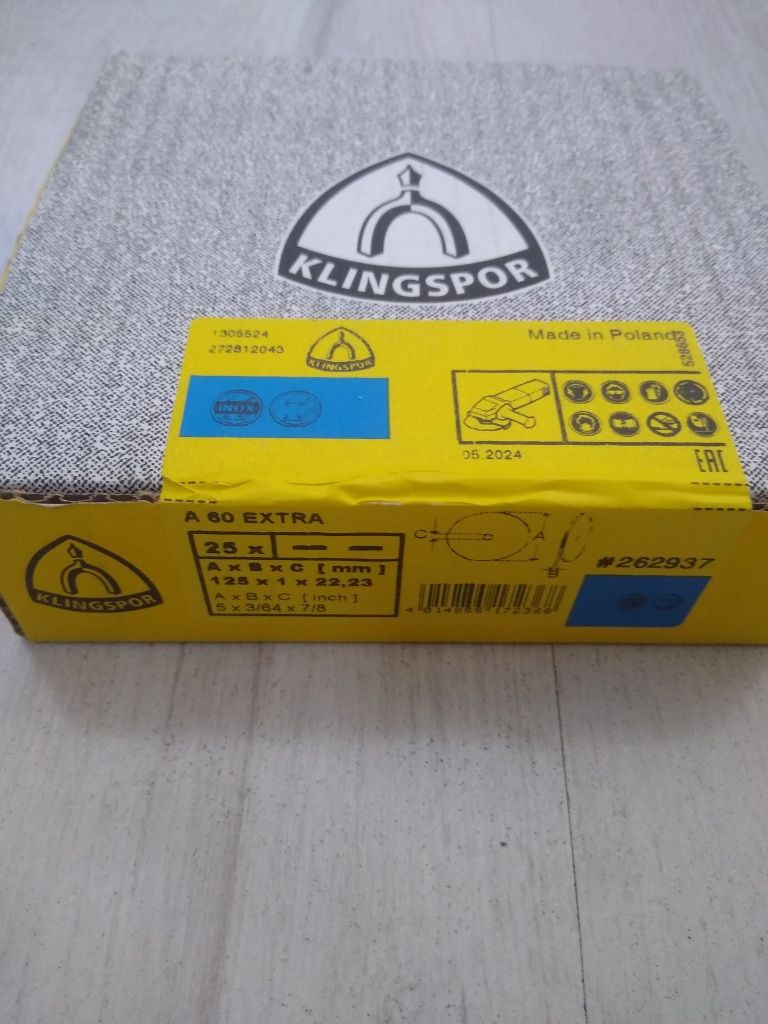 KLINGSPOR
1305524
272812043
KLINGSPOR
Made in Poland
528653
INOX
05.2024
EAC
A 60 EXTRA
25 x
A x B x C [ mm ]
125 x 1 x 22,23
A x B x C [ inch ]
5 x 3/64 x 7/8
KLINGSPOR
C
A
B
#262937